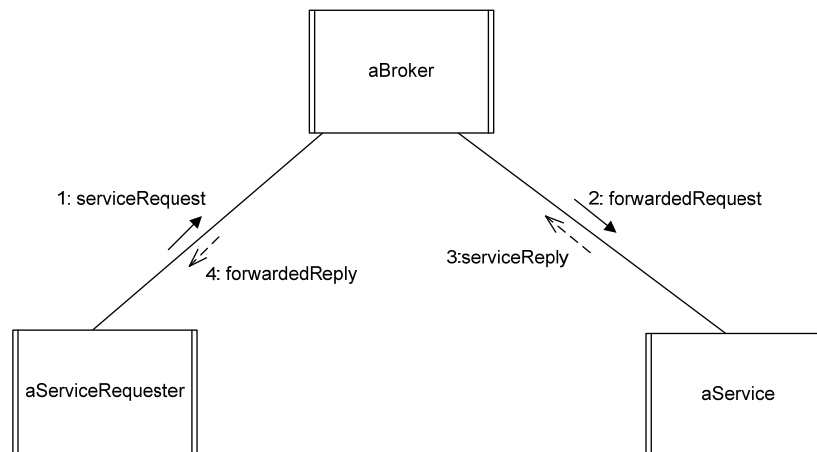 aBroker
1: serviceRequest
2: forwardedRequest
3:serviceReply
4: forwardedReply
aServiceRequester
aService